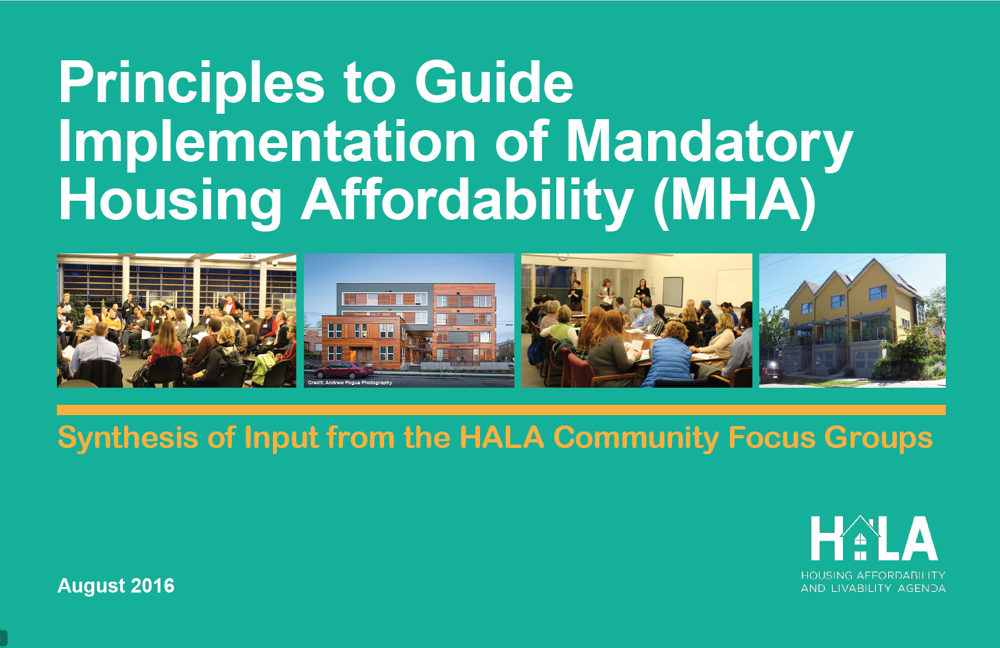 Principles to Guide
Implementation of Mandatory
Housing Affordability (MHA)
Credit: Andrew Pogue Photography
Synthesis of Input from the HALA Community Focus Groups
August 2016
HALA
HOUSING AFFORDABILITY
AND LIVABILITY AGENDA